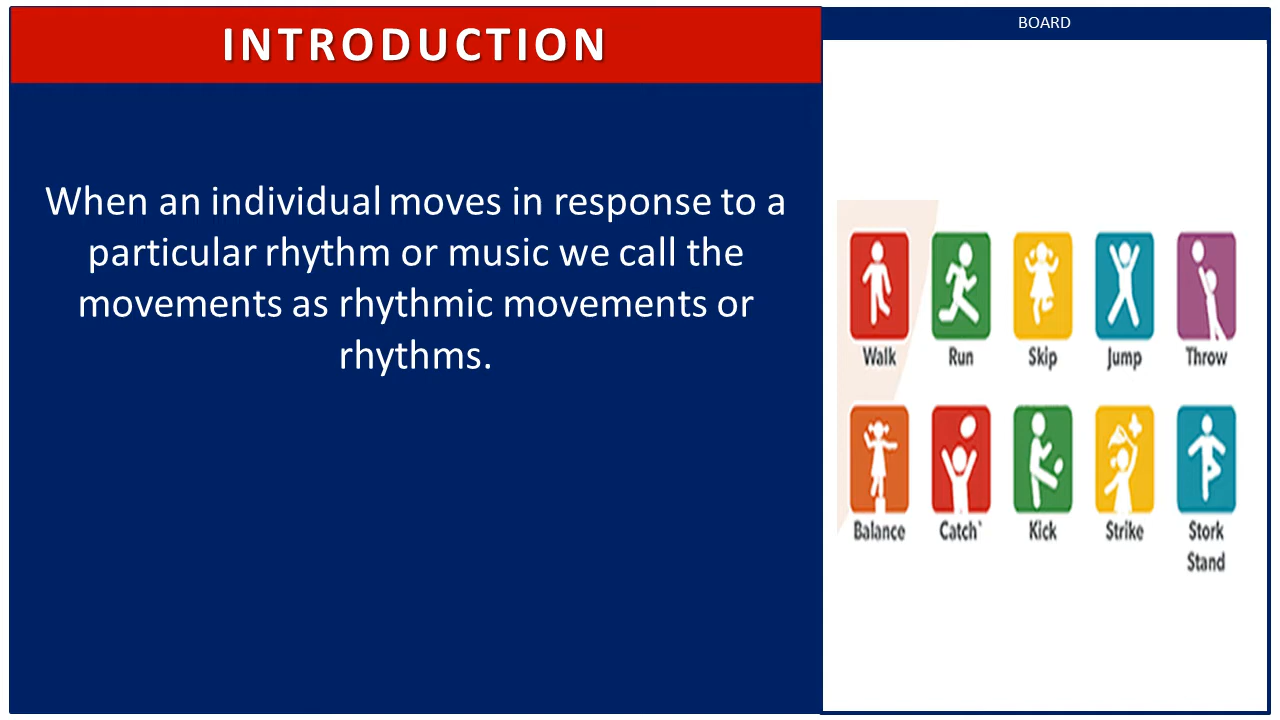 INTRODUCTION
When an individual moves in response to a
particular rhythm or music we call the
movements as rhythmic movements or
rhythms.
BOARD
Walk Run Skip Jump Throw
Balance Catch* Kick Strike Stork
Stand